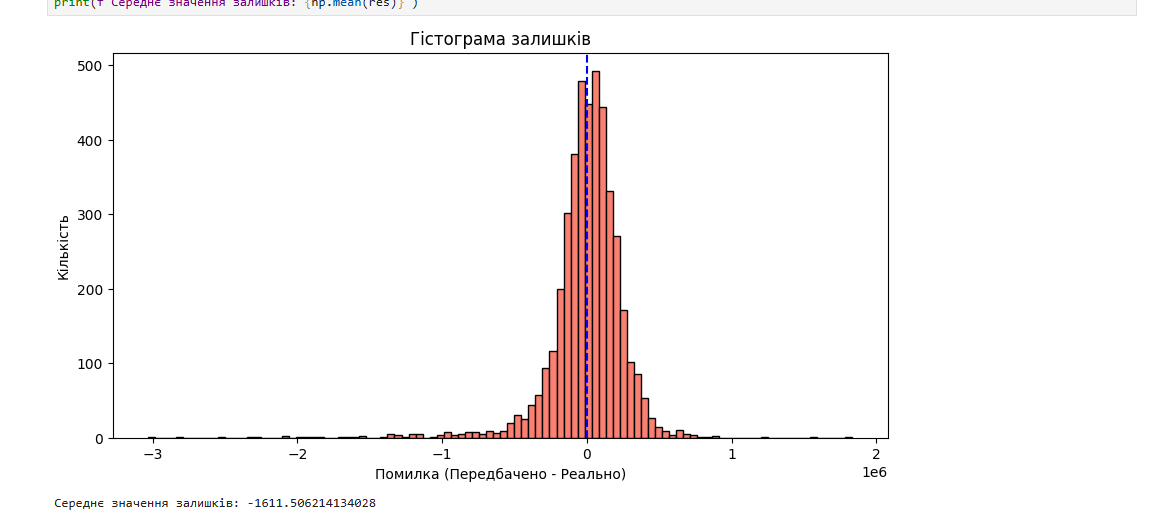 print(f"Середнє значення залишків: {np.mean(res)}")
Гістограма залишків
500
400
300
200
100
0
Кількість
−3 −2 −1 0 1 2
1e6
Помилка (Передбачено - Реально)
Середнє значення залишків: -1611.506214134028